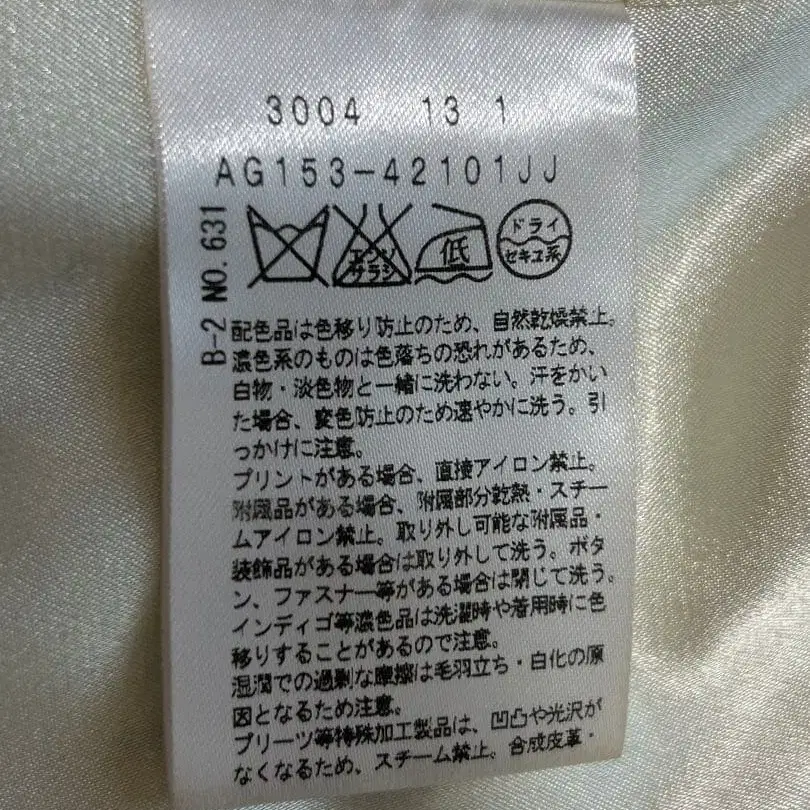 3004 13 1
AG153-42101JJ
B-2 NO. 631
エンソ
サラシ
低
ドライ
セキユ系
配色品は色移り防止のため、自然乾燥禁止。
濃色系のものは色落ちの恐れがあるため、
白物・淡色物と一緒に洗わない。汗をかい
た場合、変色防止のため速やかに洗う。引
っかけに注意。
プリントがある場合、直接アイロン禁止。
附属品がある場合、附属部分乾熱・スチー
ムアイロン禁止。取り外し可能な附属品・
装飾品がある場合は取り外して洗う。ボタ
ン、ファスナー等がある場合は閉じて洗う。
インディゴ等濃色品は洗濯時や着用時に色
移りすることがあるので注意。
湿潤での過剰な摩擦は毛羽立ち・白化の原
因となるため注意。
プリーツ等特殊加工製品は、凹凸や光沢が
なくなるため、スチーム禁止。合成皮革・